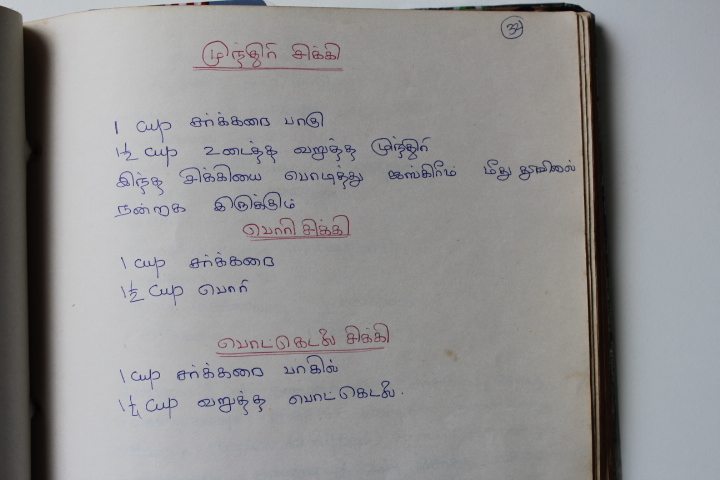 32
முந்திரி சிக்கி
1 cup சர்க்கரை பாகு
1½ cup உடைத்த வறுத்த முந்திரி
இந்த சிக்கியை பொடித்து ஐஸ்கிரீம் மீது தூவினால்
நன்றாக இருக்கும்
பொரி சிக்கி
1 cup சர்க்கரை
1½ cup பொரி
பொட்கடலை சிக்கி
1 cup சர்க்கரை பாகில்
1¼ cup வறுத்த பொட்கடலை.